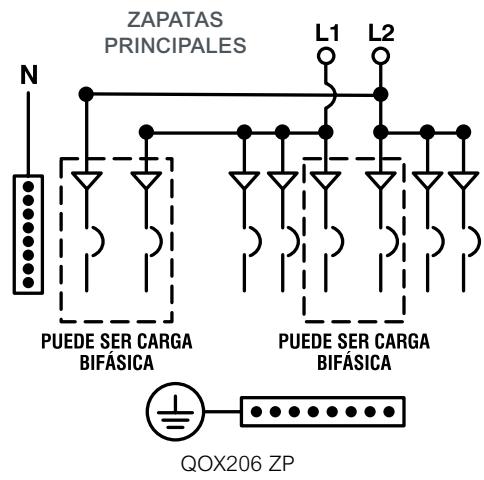 ZAPATAS
PRINCIPALES
L1 L2
N
PUEDE SER CARGA
BIFÁSICA
PUEDE SER CARGA
BIFÁSICA
QOX206 ZP